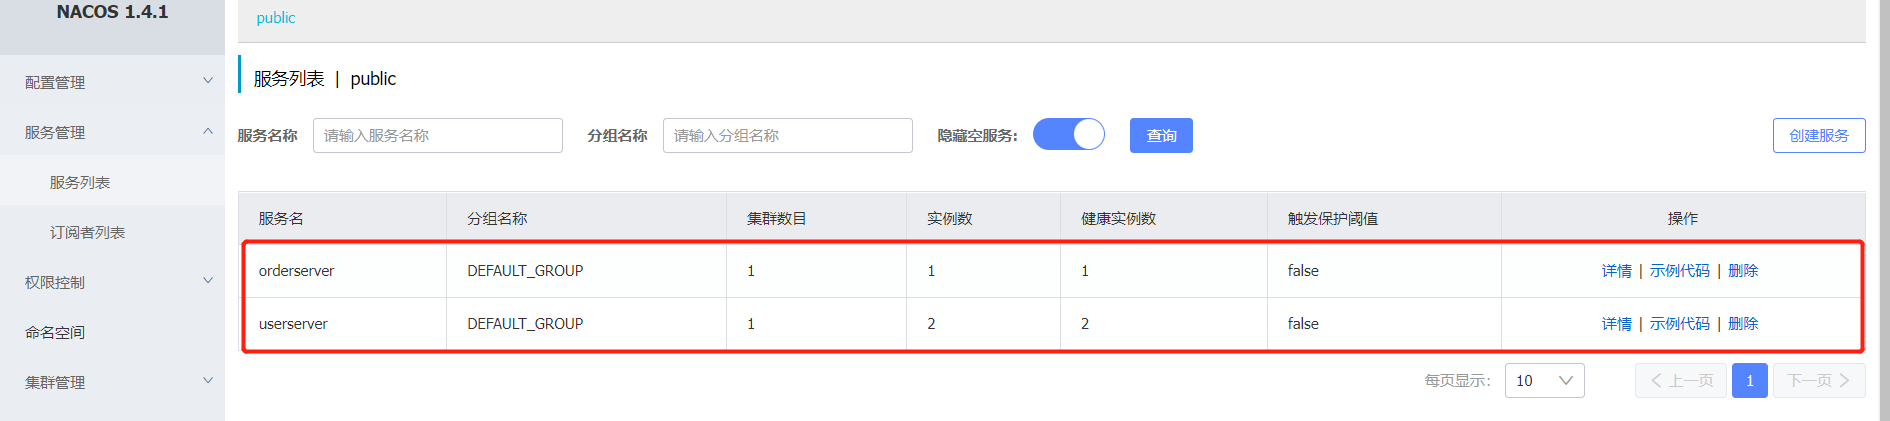 NACOS 1.4.1
配置管理
服务管理
服务列表
订阅者列表
权限控制
命名空间
集群管理
public
服务列表 | public
服务名称 请输入服务名称 分组名称 请输入分组名称 隐藏空服务: 查询 创建服务
服务名 分组名称 集群数目 实例数 健康实例数 触发保护阈值 操作
orderserver DEFAULT_GROUP 1 1 1 false 详情 | 示例代码 | 删除
userserver DEFAULT_GROUP 1 2 2 false 详情 | 示例代码 | 删除
每页显示: 10 上一页 1 下一页